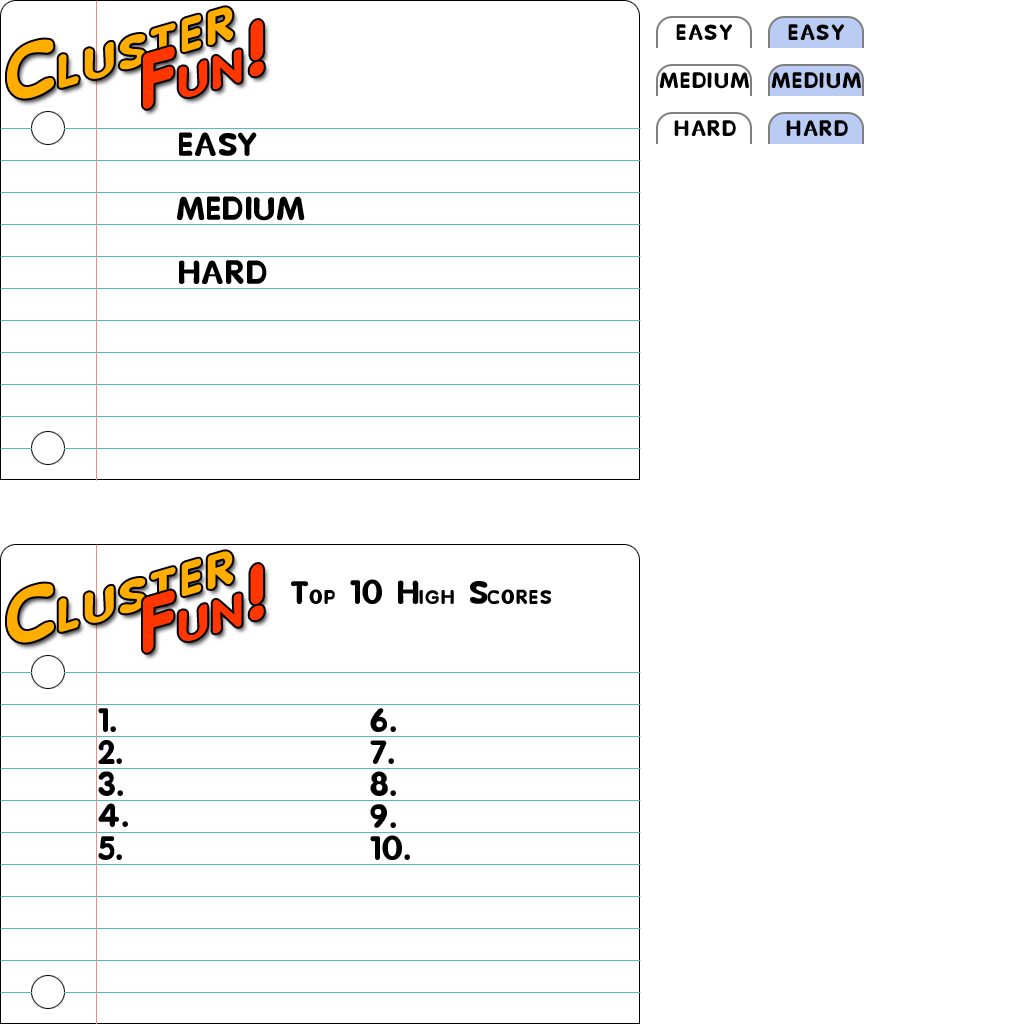 CLUSTER FUN!
EASY
MEDIUM
HARD
EASY EASY
MEDIUM MEDIUM
HARD HARD
CLUSTER FUN!
TOP 10 HIGH SCORES
1. 6.
2. 7.
3. 8.
4. 9.
5. 10.